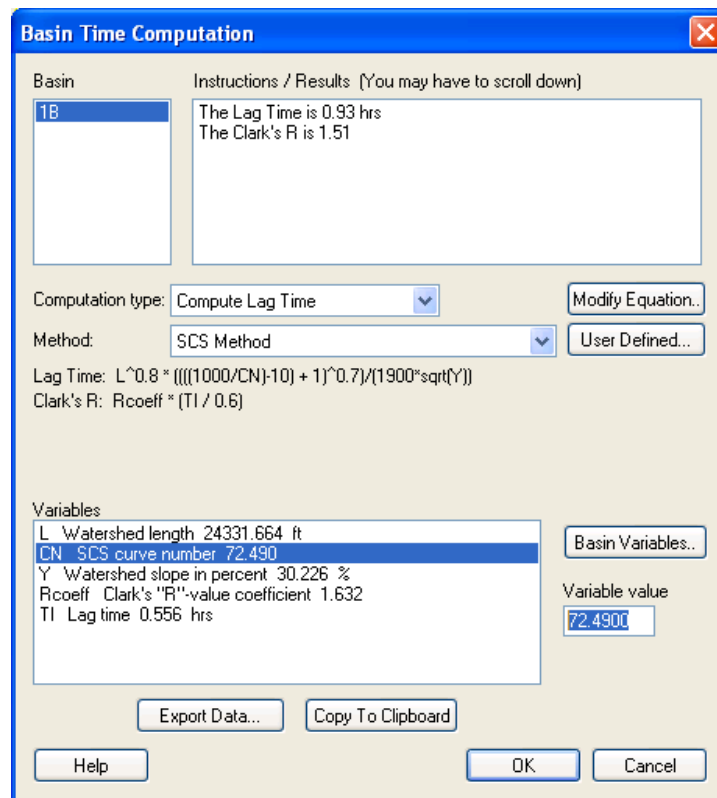 Basin Time Computation
Basin
Instructions / Results (You may have to scroll down)
1B
The Lag Time is 0.93 hrs
The Clark's R is 1.51
Computation type:
Compute Lag Time
Modify Equation..
Method:
SCS Method
User Defined...
Lag Time: L^0.8 * ((((1000/CN)-10) + 1)^0.7)/(1900*sqrt(Y))
Clark's R: Rcoeff * (Tl / 0.6)
Variables
L Watershed length 24331.664 ft
CN SCS curve number 72.490
Y Watershed slope in percent 30.226 %
Rcoeff Clark's "R"-value coefficient 1.632
Tl Lag time 0.556 hrs
Basin Variables..
Variable value
72.4900
Export Data...
Copy To Clipboard
Help
OK
Cancel